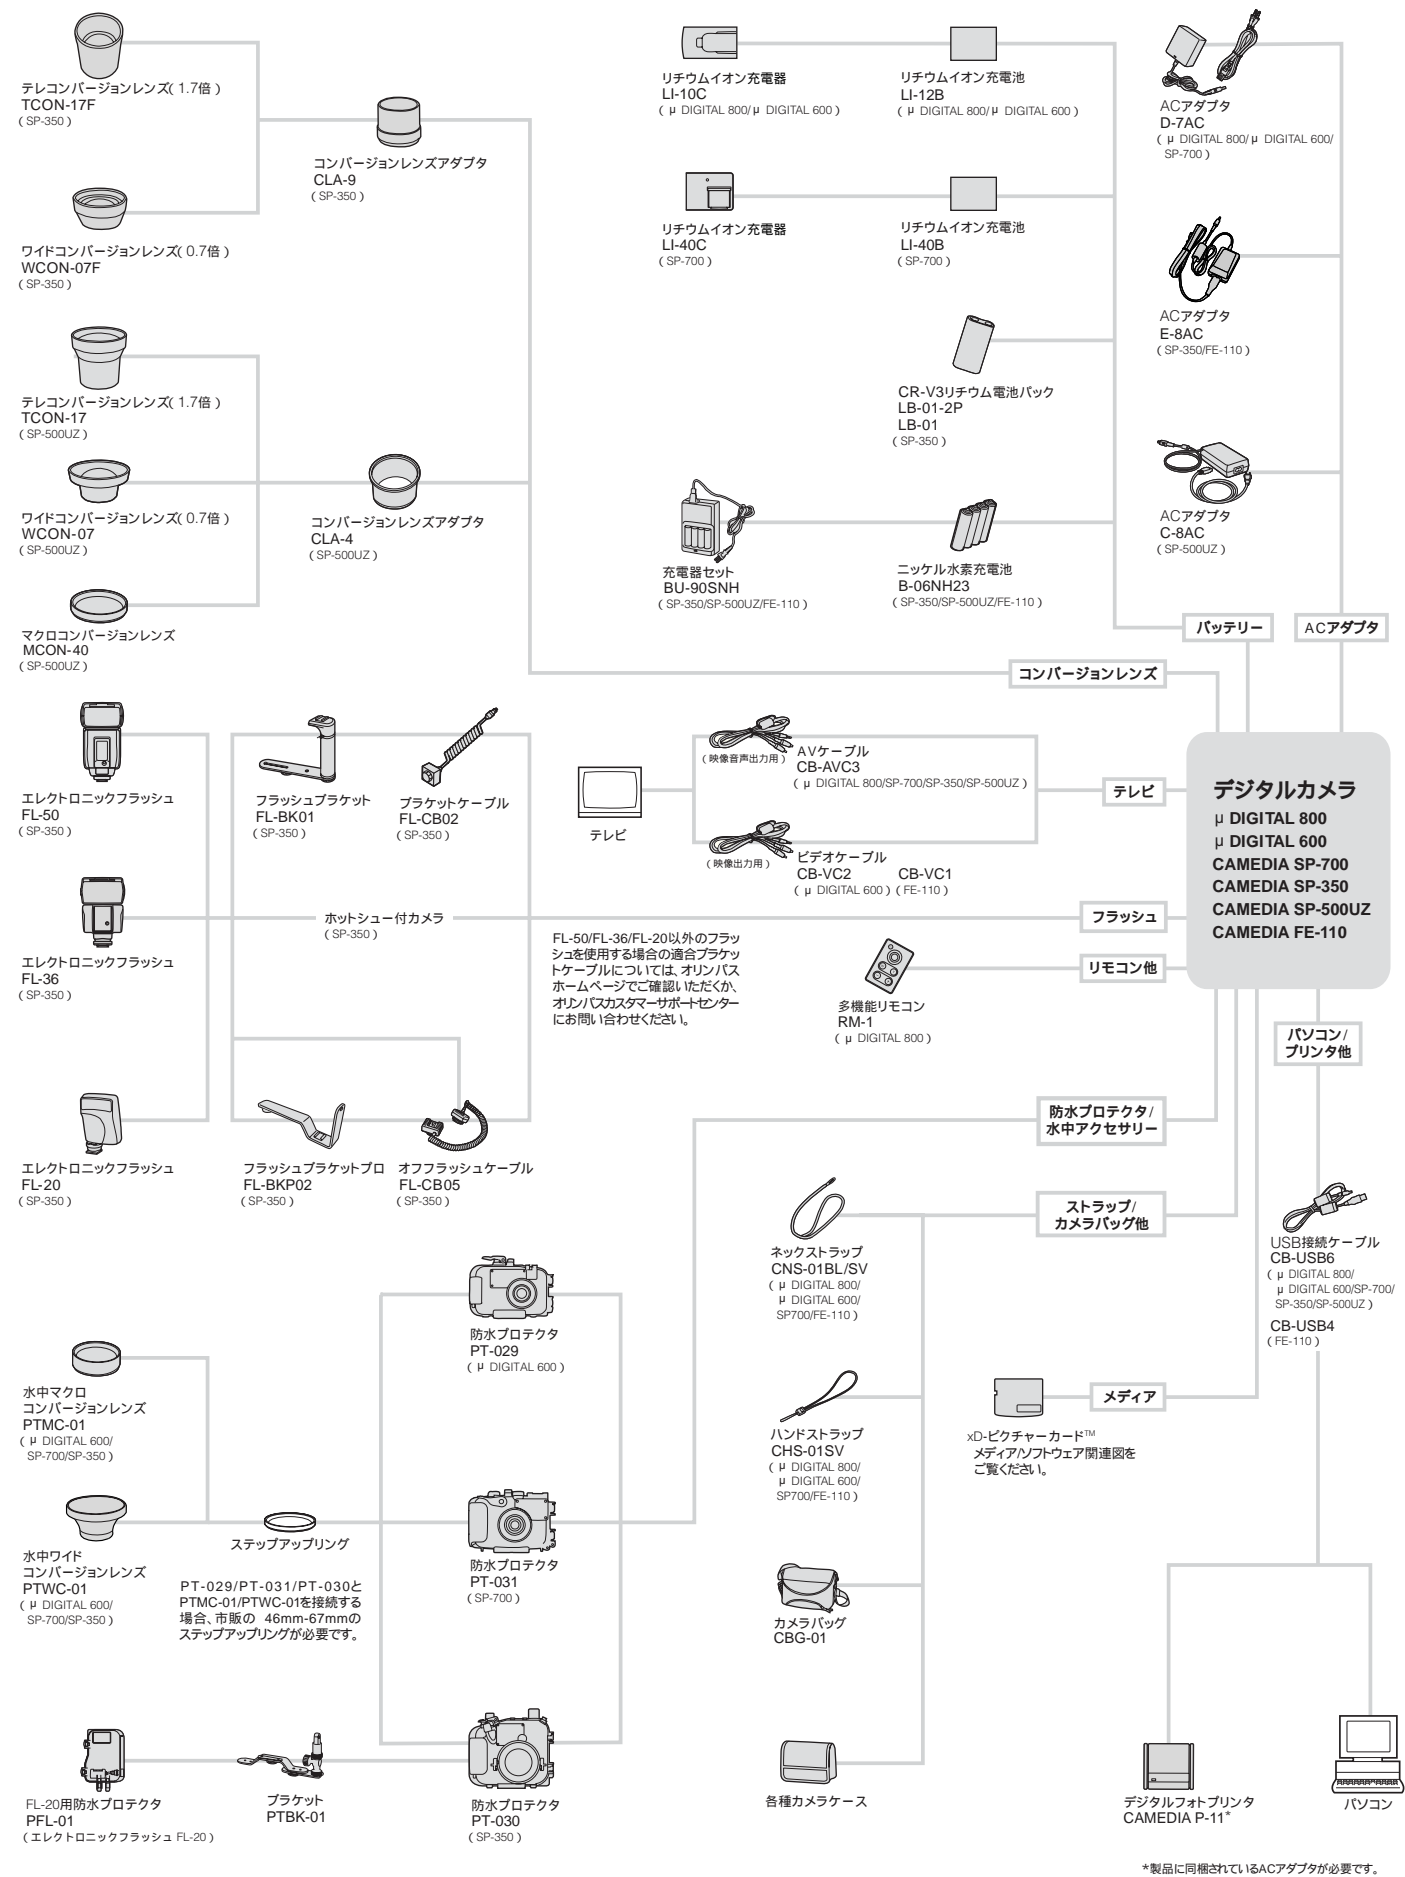 テレコンバージョンレンズ(1.7倍)
TCON-17F
(SP-350)
コンバージョンレンズアダプタ
CLA-9
(SP-350)
ワイドコンバージョンレンズ(0.7倍)
WCON-07F
(SP-350)
テレコンバージョンレンズ(1.7倍)
TCON-17
(SP-500UZ)
ワイドコンバージョンレンズ(0.7倍)
WCON-07
(SP-500UZ)
コンバージョンレンズアダプタ
CLA-4
(SP-500UZ)
マクロコンバージョンレンズ
MCON-40
(SP-500UZ)
リチウムイオン充電器
LI-10C
(μ DIGITAL 800/μ DIGITAL 600)
リチウムイオン充電池
LI-12B
(μ DIGITAL 800/μ DIGITAL 600)
リチウムイオン充電器
LI-40C
(SP-700)
リチウムイオン充電池
LI-40B
(SP-700)
CR-V3リチウム電池パック
LB-01-2P
LB-01
(SP-350)
充電器セット
BU-90SNH
(SP-350/SP-500UZ/FE-110)
ニッケル水素充電池
B-06NH23
(SP-350/SP-500UZ/FE-110)
ACアダプタ
D-7AC
(μ DIGITAL 800/μ DIGITAL 600/
SP-700)
ACアダプタ
E-8AC
(SP-350/FE-110)
ACアダプタ
C-8AC
(SP-500UZ)
バッテリー
ACアダプタ
コンバージョンレンズ
エレクトロニックフラッシュ
FL-50
(SP-350)
フラッシュブラケット
FL-BK01
(SP-350)
ブラケットケーブル
FL-CB02
(SP-350)
エレクトロニックフラッシュ
FL-36
(SP-350)
ホットシュー付カメラ
(SP-350)
エレクトロニックフラッシュ
FL-20
(SP-350)
フラッシュブラケットプロ
FL-BKP02
(SP-350)
オフフラッシュケーブル
FL-CB05
(SP-350)
テレビ
(映像音声出力用)
AVケーブル
CB-AVC3
(μ DIGITAL 800/SP-700/SP-350/SP-500UZ)
(映像出力用)
ビデオケーブル
CB-VC2 CB-VC1
(μ DIGITAL 600)(FE-110)
テレビ
フラッシュ
FL-50/FL-36/FL-20以外のフラッ
シュを使用する場合の適合ブラケッ
トケーブルについては、オリンパス
ホームページでご確認いただくか、
オリンパスカスタマーサポートセンター
にお問い合わせください。
多機能リモコン
RM-1
(μ DIGITAL 800)
リモコン他
デジタルカメラ
μ DIGITAL 800
μ DIGITAL 600
CAMEDIA SP-700
CAMEDIA SP-350
CAMEDIA SP-500UZ
CAMEDIA FE-110
パソコン/
プリンタ他
防水プロテクタ/
水中アクセサリー
ストラップ/
カメラバッグ他
メディア
USB接続ケーブル
CB-USB6
(μ DIGITAL 800/
μ DIGITAL 600/SP-700/
SP-350/SP-500UZ)
CB-USB4
(FE-110)
ネックストラップ
CNS-01BL/SV
(μ DIGITAL 800/
μ DIGITAL 600/
SP700/FE-110)
ハンドストラップ
CHS-01SV
(μ DIGITAL 800/
μ DIGITAL 600/
SP700/FE-110)
カメラバッグ
CBG-01
各種カメラケース
xD-ピクチャーカード™
メディア/ソフトウェア関連図を
ご覧ください。
防水プロテクタ
PT-029
(μ DIGITAL 600)
水中マクロ
コンバージョンレンズ
PTMC-01
(μ DIGITAL 600/
SP-700/SP-350)
水中ワイド
コンバージョンレンズ
PTWC-01
(μ DIGITAL 600/
SP-700/SP-350)
ステップアップリング
PT-029/PT-031/PT-030と
PTMC-01/PTWC-01を接続する
場合、市販の 46mm-67mmの
ステップアップリングが必要です。
防水プロテクタ
PT-031
(SP-700)
FL-20用防水プロテクタ
PFL-01
(エレクトロニックフラッシュ FL-20)
ブラケット
PTBK-01
防水プロテクタ
PT-030
(SP-350)
デジタルフォトプリンタ
CAMEDIA P-11*
パソコン
*製品に同梱されているACアダプタが必要です。